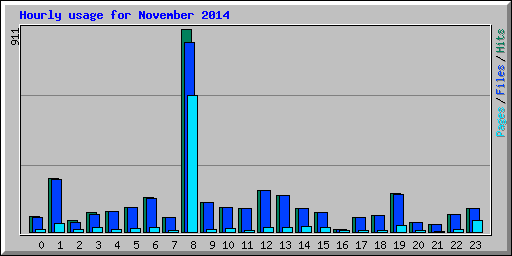 Hourly usage for November 2014
911
Pages/Files/Hits
0 1 2 3 4 5 6 7 8 9 10 11 12 13 14 15 16 17 18 19 20 21 22 23